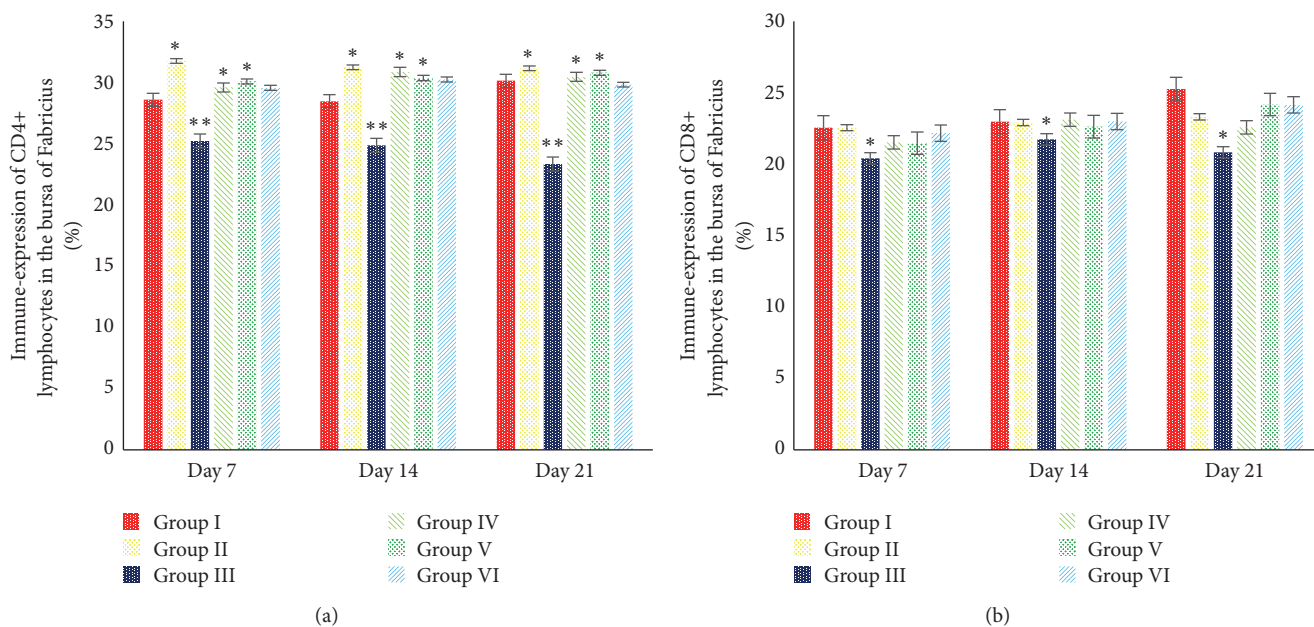 Immune-expression of CD4+
lymphocytes in the bursa of Fabricius
(%)
35
30
25
20
15
10
5
0
*
**
*
*
*
**
*
*
*
**
*
*
Day 7
Day 14
Day 21
Group I
Group II
Group III
Group IV
Group V
Group VI
(a)
Immune-expression of CD8+
lymphocytes in the bursa of Fabricius
(%)
30
25
20
15
10
5
0
*
*
*
Day 7
Day 14
Day 21
Group I
Group II
Group III
Group IV
Group V
Group VI
(b)